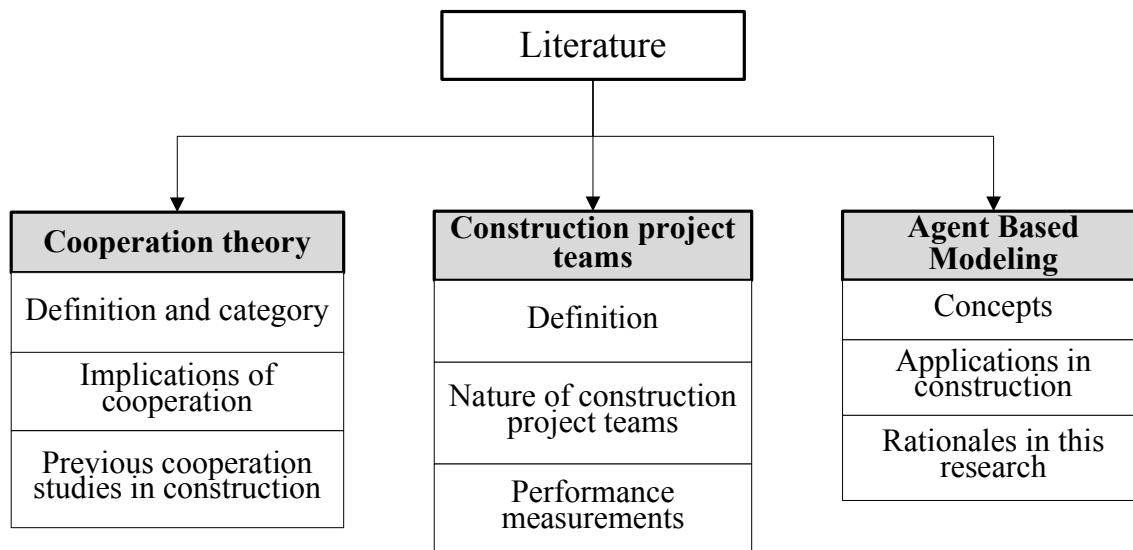 Literature
Cooperation theory
Definition and category
Implications of
cooperation
Previous cooperation
studies in construction
Construction project
teams
Definition
Nature of construction
project teams
Performance
measurements
Agent Based
Modeling
Concepts
Applications in
construction
Rationales in this
research